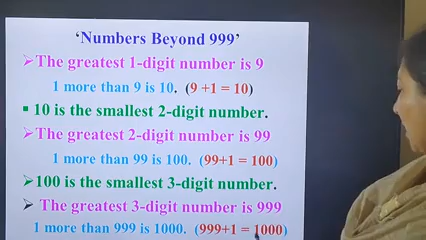 ‘Numbers Beyond 999’
➢The greatest 1-digit number is 9
1 more than 9 is 10. (9 +1 = 10)
▪ 10 is the smallest 2-digit number.
➢The greatest 2-digit number is 99
1 more than 99 is 100. (99+1 = 100)
➢100 is the smallest 3-digit number.
➢ The greatest 3-digit number is 999
1 more than 999 is 1000. (999+1 = 1000)